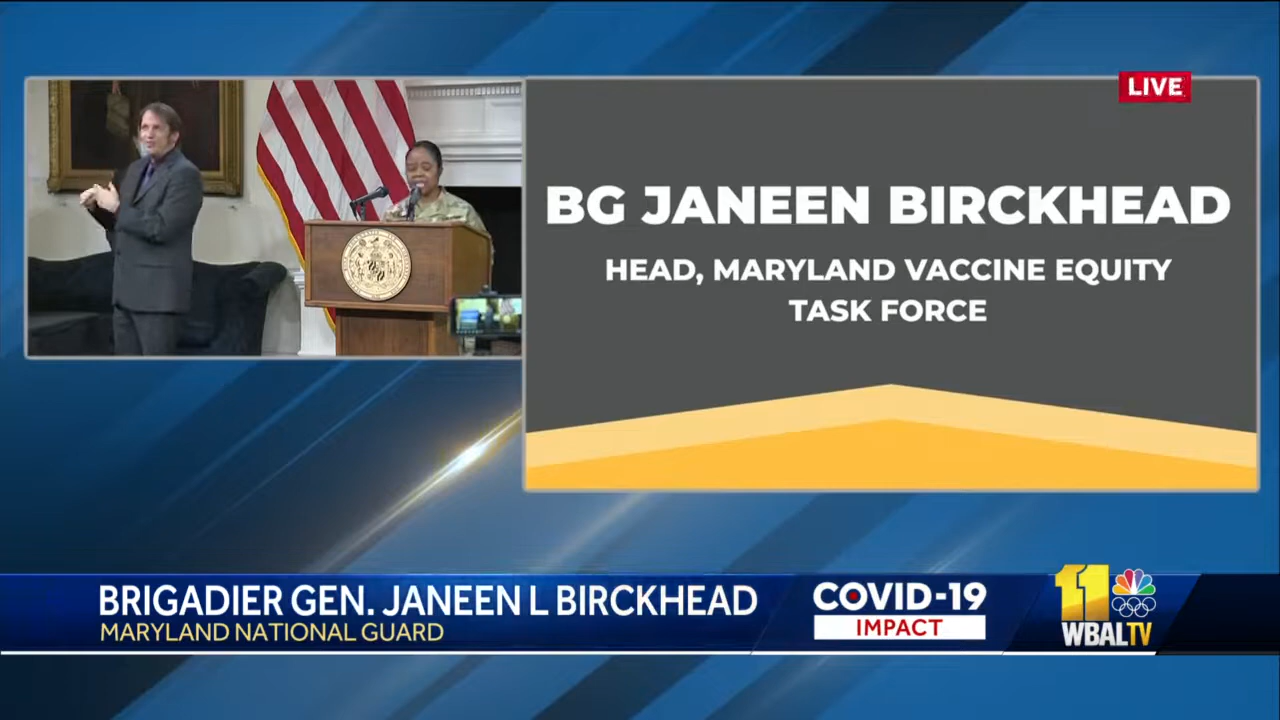 LIVE
BG JANEEN BIRCKHEAD
HEAD, MARYLAND VACCINE EQUITY
TASK FORCE
BRIGADIER GEN. JANEEN L BIRCKHEAD
MARYLAND NATIONAL GUARD
COVID-19
IMPACT
11
WBALTV